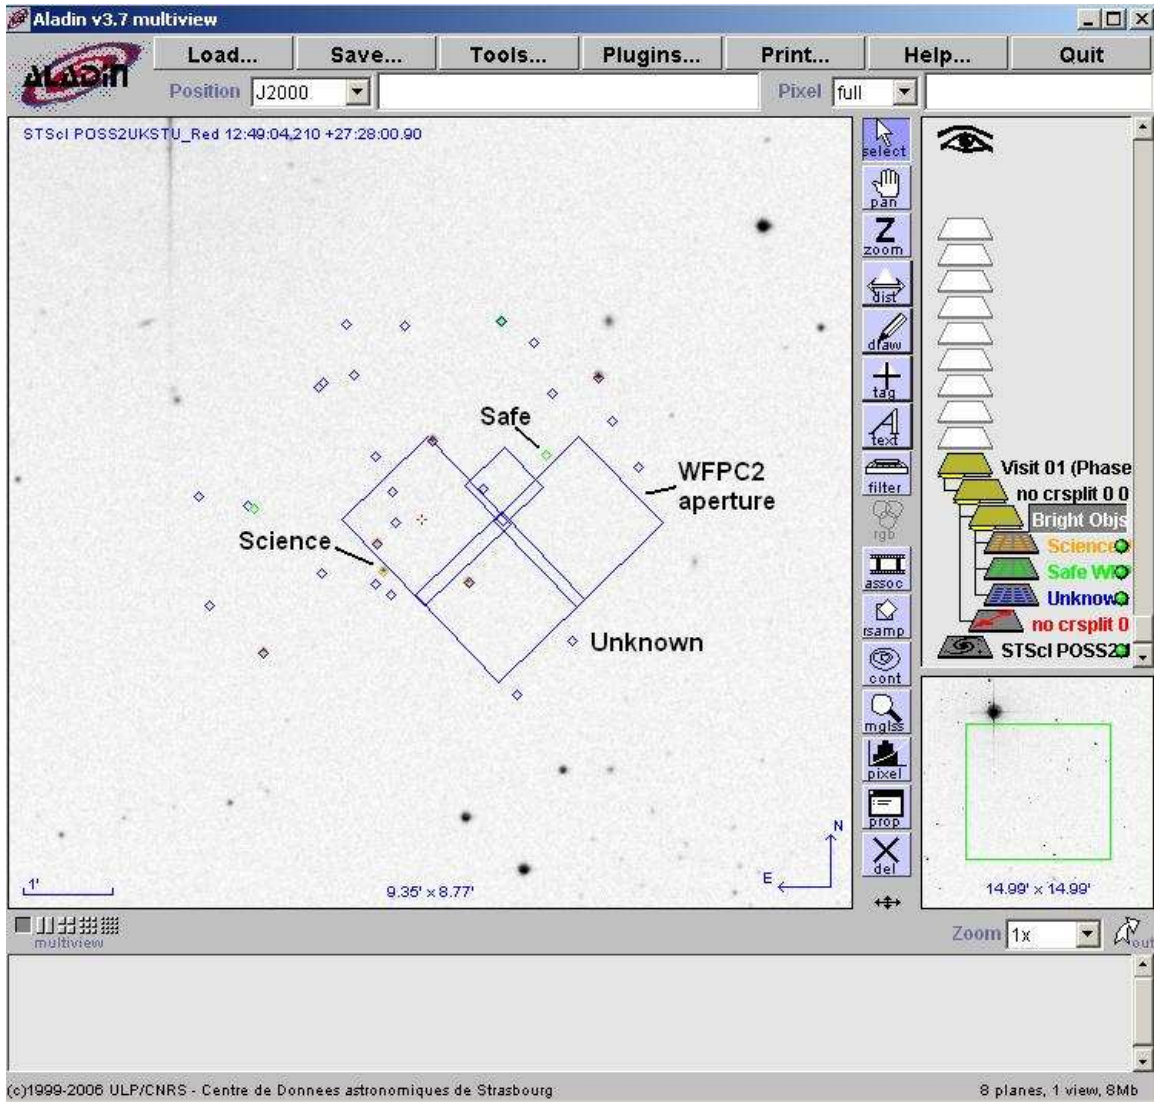 Aladin v3.7 multiview
ALADIN
Load... Save... Tools... Plugins... Print... Help... Quit
Position J2000 Pixel full
STScI POSS2UKSTU_Red 12:49:04.210 +27:28:00.90
Safe
WFPC2
aperture
Science
Unknown
1'
9.35' x 8.77'
N
E
select
pan
Z
zoom
dist
draw
tag
A
text
filter
rgb
assoc
rsamp
cont
mglss
pixel
prop
del
Visit 01 (Phase
no crsplit 0 0
Bright Objs
Science
Safe WF
Unknown
no crsplit 0
STScI POSS2
14.99' x 14.99'
multiview
Zoom 1x out
(c)1999-2006 ULP/CNRS - Centre de Donnees astronomiques de Strasbourg
8 planes, 1 view, 8Mb